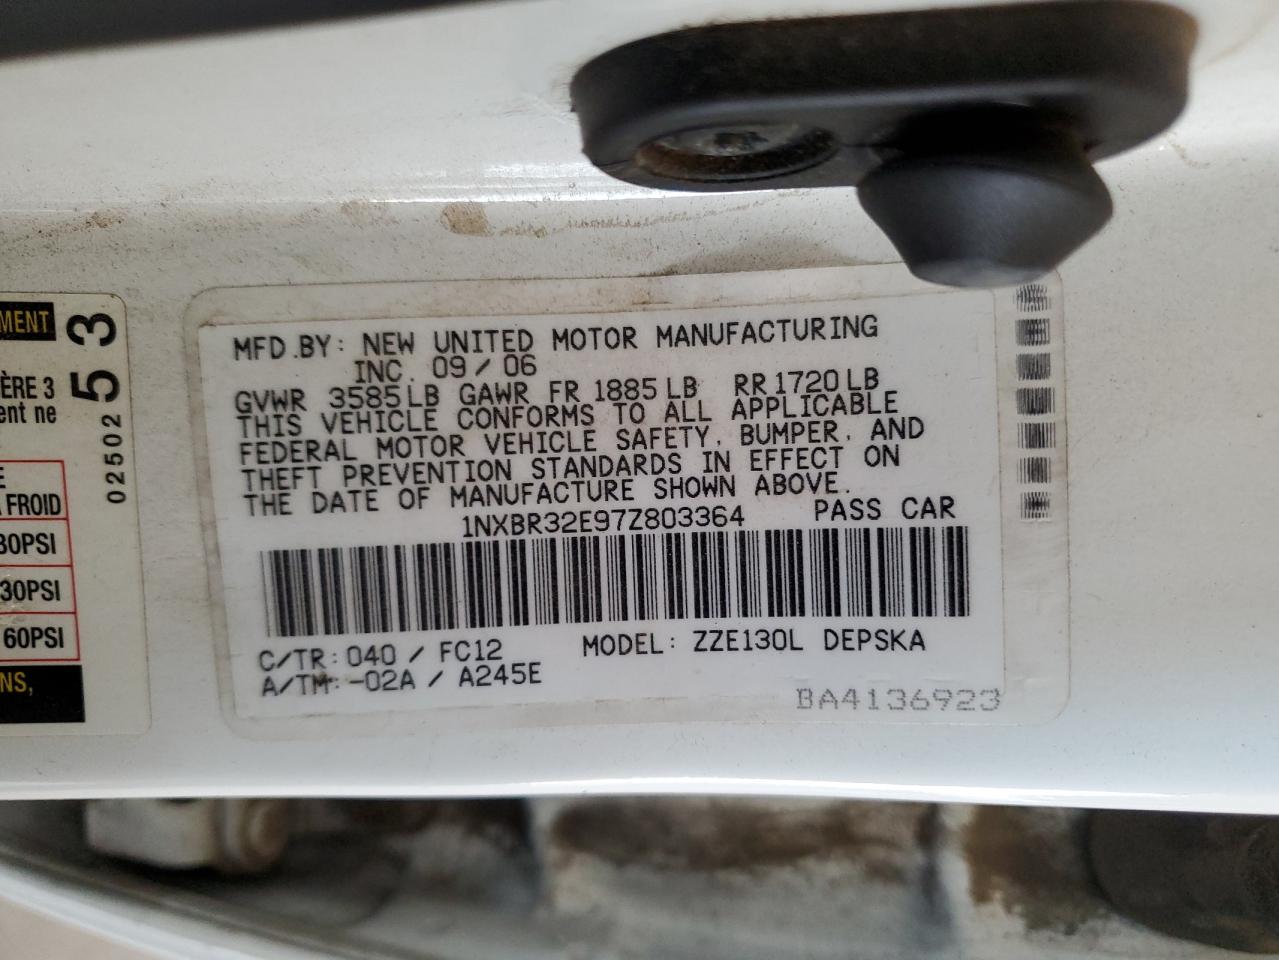 MENT
ÈRE 3
ent ne
E
FROID
30PSI
30PSI
60PSI
NS,
02502 53
MFD.BY: NEW UNITED MOTOR MANUFACTURING
INC. 09/06
GVWR 3585LB GAWR FR 1885LB RR1720LB
THIS VEHICLE CONFORMS TO ALL APPLICABLE
FEDERAL MOTOR VEHICLE SAFETY, BUMPER, AND
THEFT PREVENTION STANDARDS IN EFFECT ON
THE DATE OF MANUFACTURE SHOWN ABOVE.
1NXBR32E97Z803364 PASS CAR
C/TR: 040 / FC12 MODEL: ZZE130L DEPSKA
A/TM: -02A / A245E
BA4136923